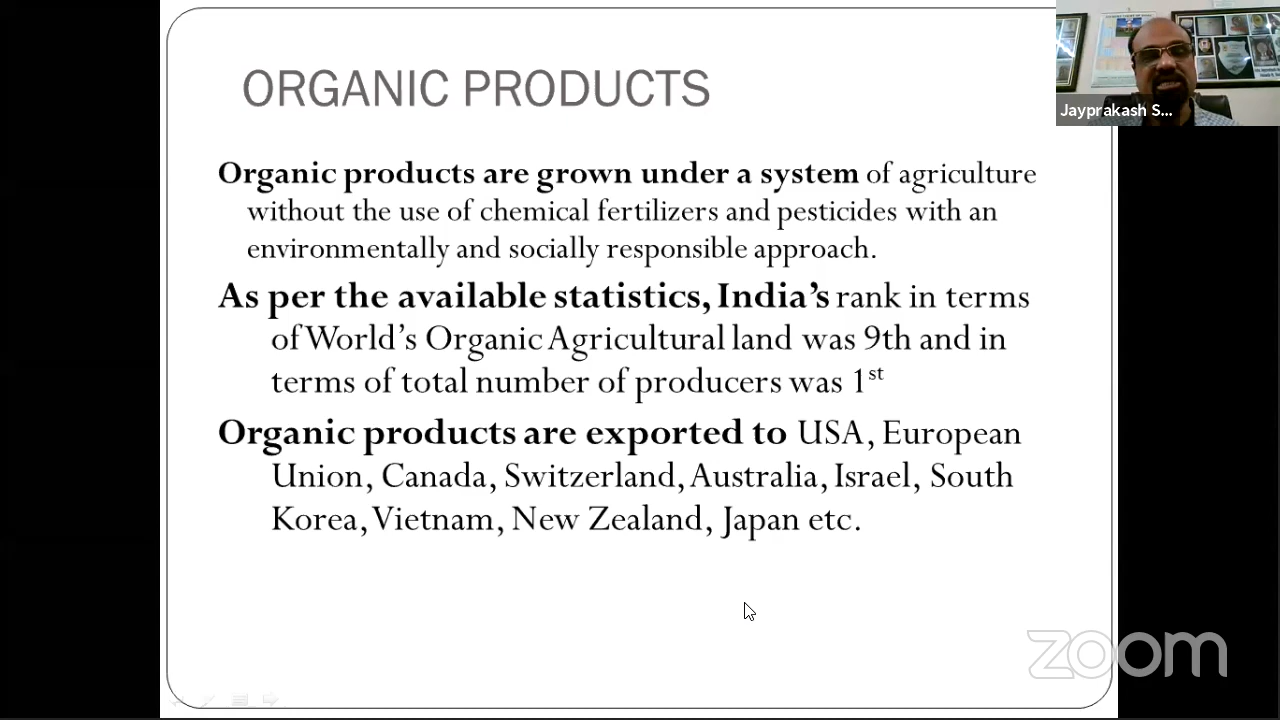 ORGANIC PRODUCTS
Jayprakash S...
Organic products are grown under a system of agriculture
without the use of chemical fertilizers and pesticides with an
environmentally and socially responsible approach.
As per the available statistics, India's rank in terms
of World's Organic Agricultural land was 9th and in
terms of total number of producers was 1st
Organic products are exported to USA, European
Union, Canada, Switzerland, Australia, Israel, South
Korea, Vietnam, New Zealand, Japan etc.
zoom